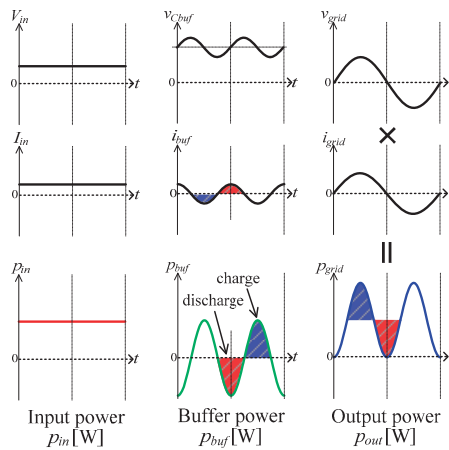 V_in
v_Cbuf
v_grid
0
t
0
t
0
I_in
i_buf
i_grid
×
0
t
0
t
0
=
p_in
p_buf
p_grid
charge
discharge
0
t
0
t
0
Input power
p_in [W]
Buffer power
p_buf [W]
Output power
p_out [W]